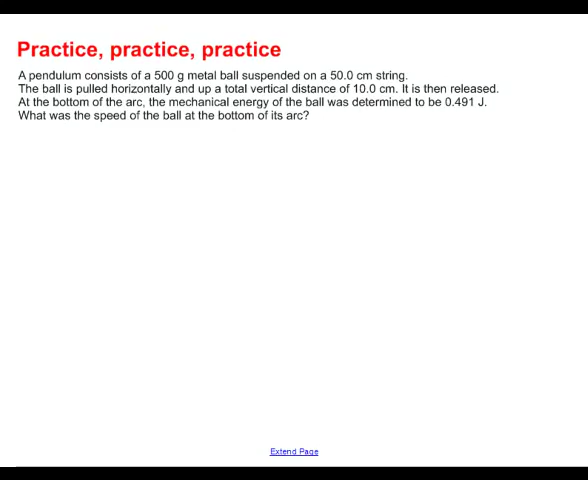 Practice, practice, practice
A pendulum consists of a 500 g metal ball suspended on a 50.0 cm string.
The ball is pulled horizontally and up a total vertical distance of 10.0 cm. It is then released.
At the bottom of the arc, the mechanical energy of the ball was determined to be 0.491 J.
What was the speed of the ball at the bottom of its arc?
Extend Page